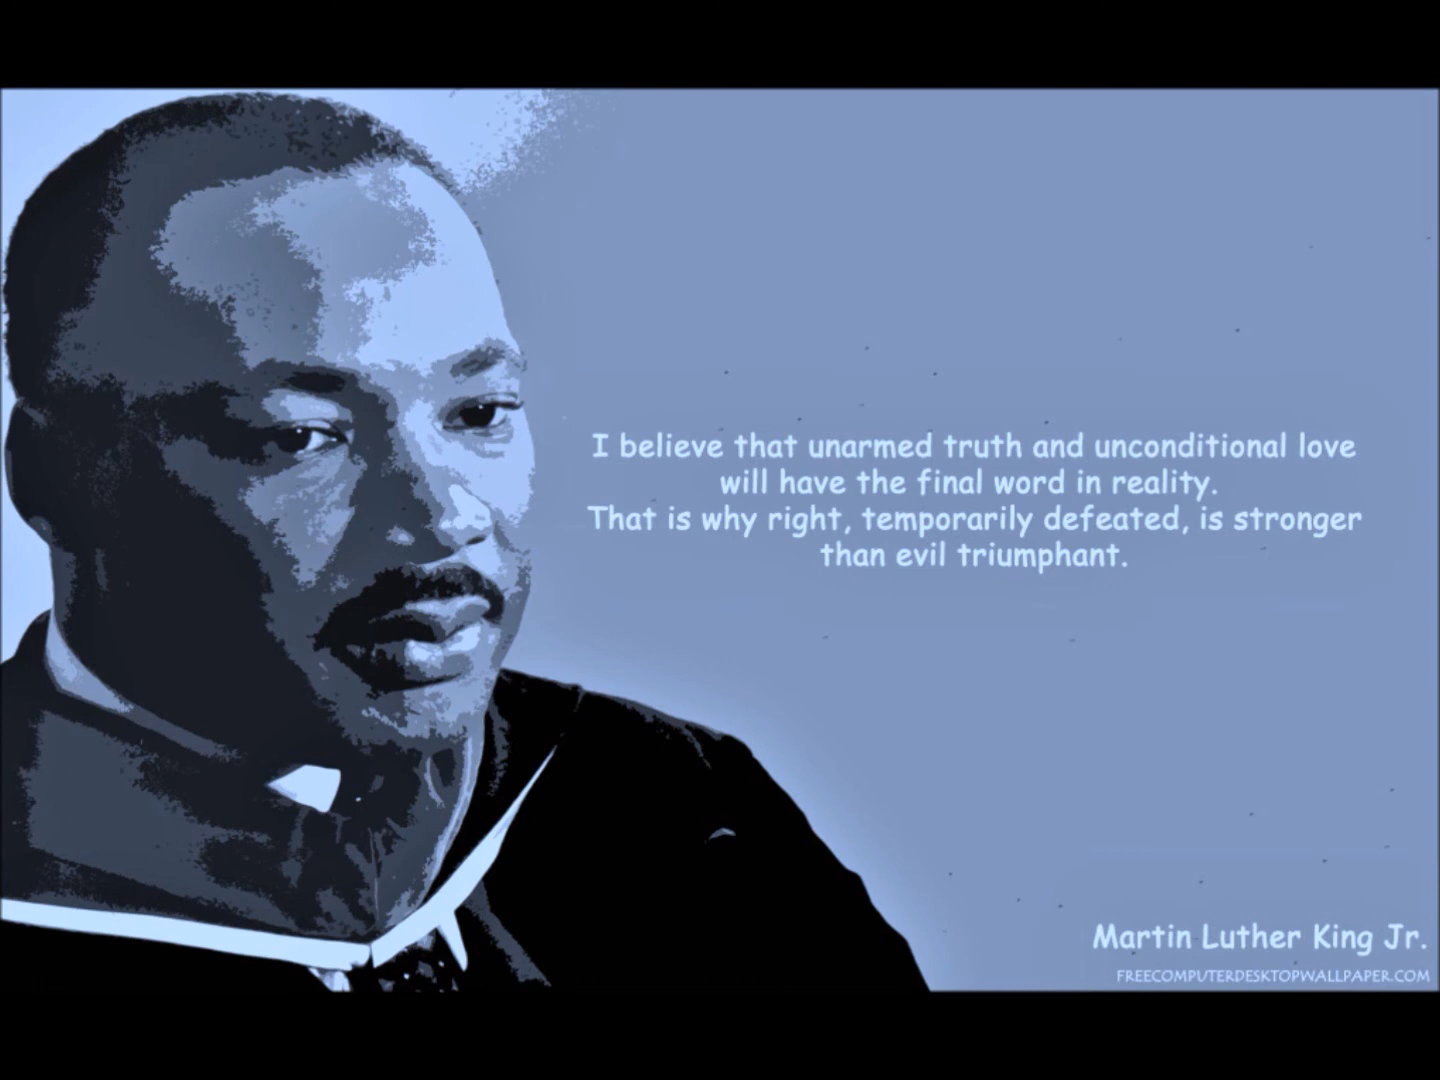 I believe that unarmed truth and unconditional love
will have the final word in reality.
That is why right, temporarily defeated, is stronger
than evil triumphant.
Martin Luther King Jr.
FREECOMPUTERDESKTOPWALLPAPER.COM